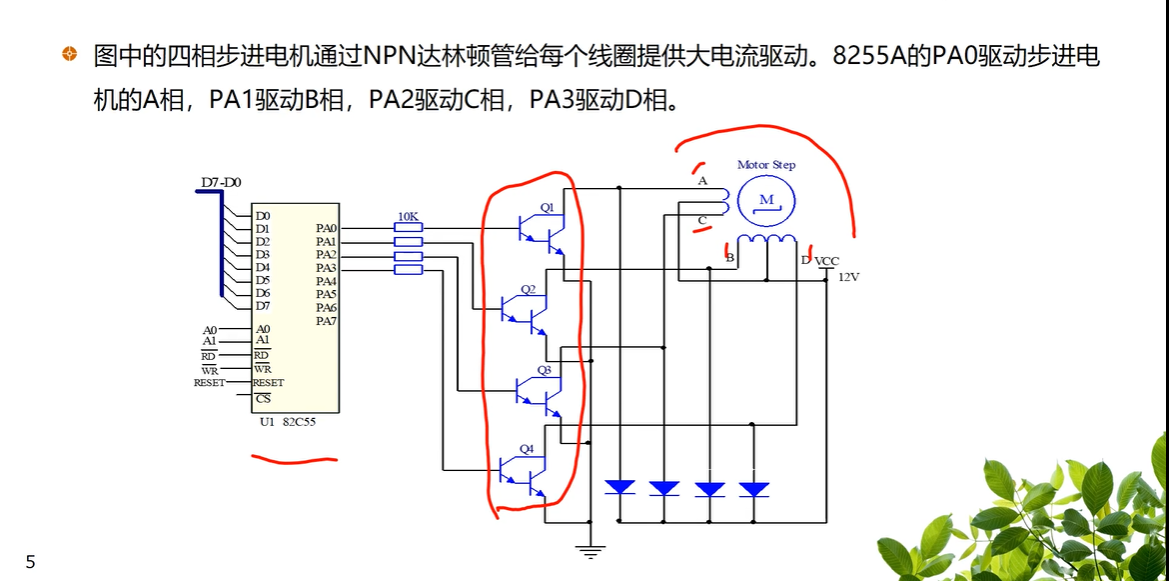 图中的四相步进电机通过NPN达林顿管给每个线圈提供大电流驱动。8255A的PA0驱动步进电
机的A相，PA1驱动B相，PA2驱动C相，PA3驱动D相。
Motor Step
D7-D0
A
M
D0
D1
D2
D3
D4
D5
D6
D7
PA0
PA1
PA2
PA3
PA4
PA5
PA6
PA7
10K
Q1
C
B
D
VCC
12V
Q2
A0
A0
A1
A1
RD
RD
WR
WR
RESET
RESET
CS
Q3
U1 82C55
Q4
5